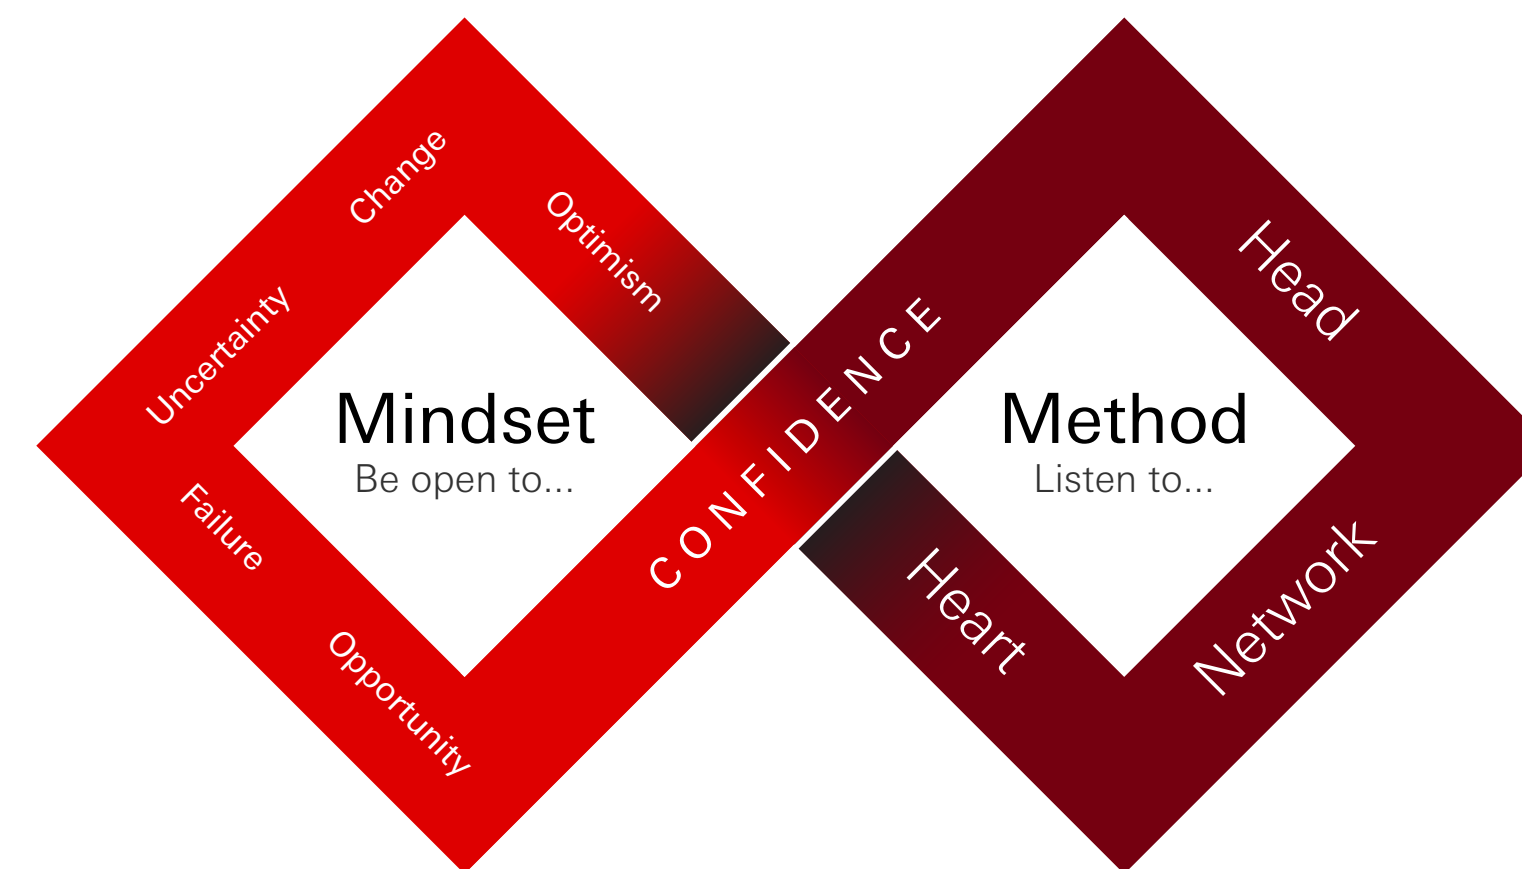 Change
Optimism
Uncertainty
Mindset
Be open to...
Failure
Opportunity
CONFIDENCE
Head
Method
Listen to...
Heart
Network